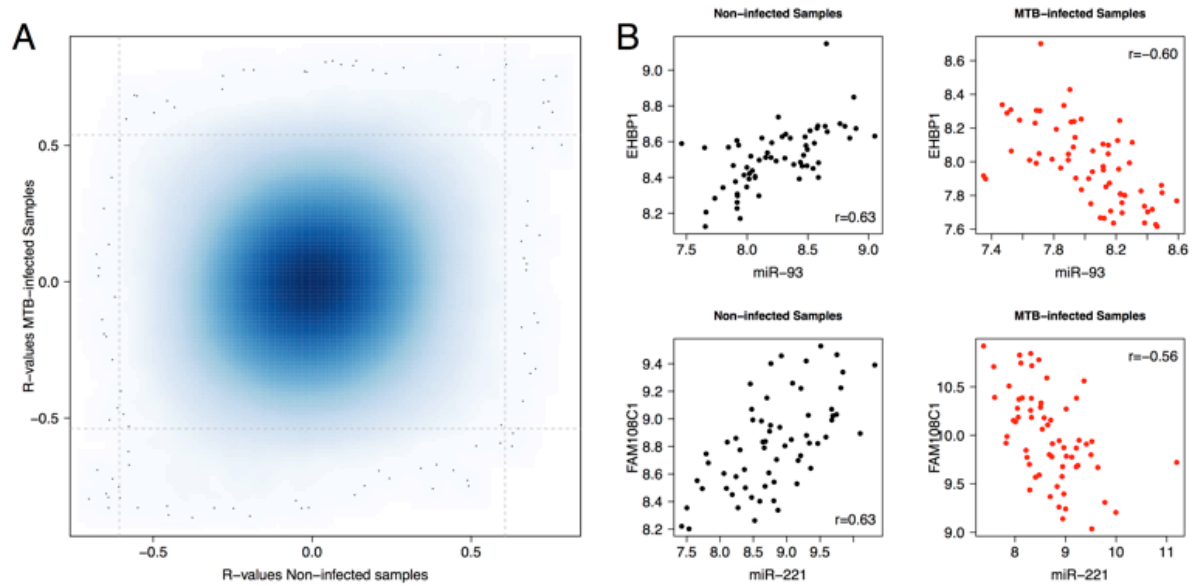 A
R-values MTB-infected Samples
0.5
0.0
−0.5
−0.5
0.0
0.5
R-values Non-infected samples
B
Non-infected Samples
EHBP1
9.0
8.8
8.6
8.4
8.2
r=0.63
7.5
8.0
8.5
9.0
miR-93
MTB-infected Samples
EHBP1
8.6
8.4
8.2
8.0
7.8
7.6
r=−0.60
7.4
7.8
8.2
8.6
miR-93
Non-infected Samples
FAM108C1
9.4
9.2
9.0
8.8
8.6
8.4
8.2
r=0.63
7.5
8.0
8.5
9.0
9.5
miR-221
MTB-infected Samples
FAM108C1
10.5
10.0
9.5
9.0
r=−0.56
8
9
10
11
miR-221